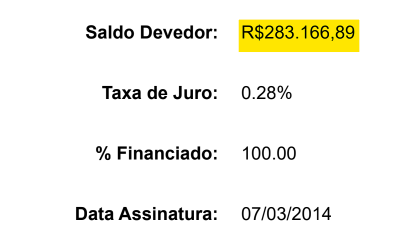 Saldo Devedor: R$283.166,89
Taxa de Juro: 0.28%
% Financiado: 100.00
Data Assinatura: 07/03/2014